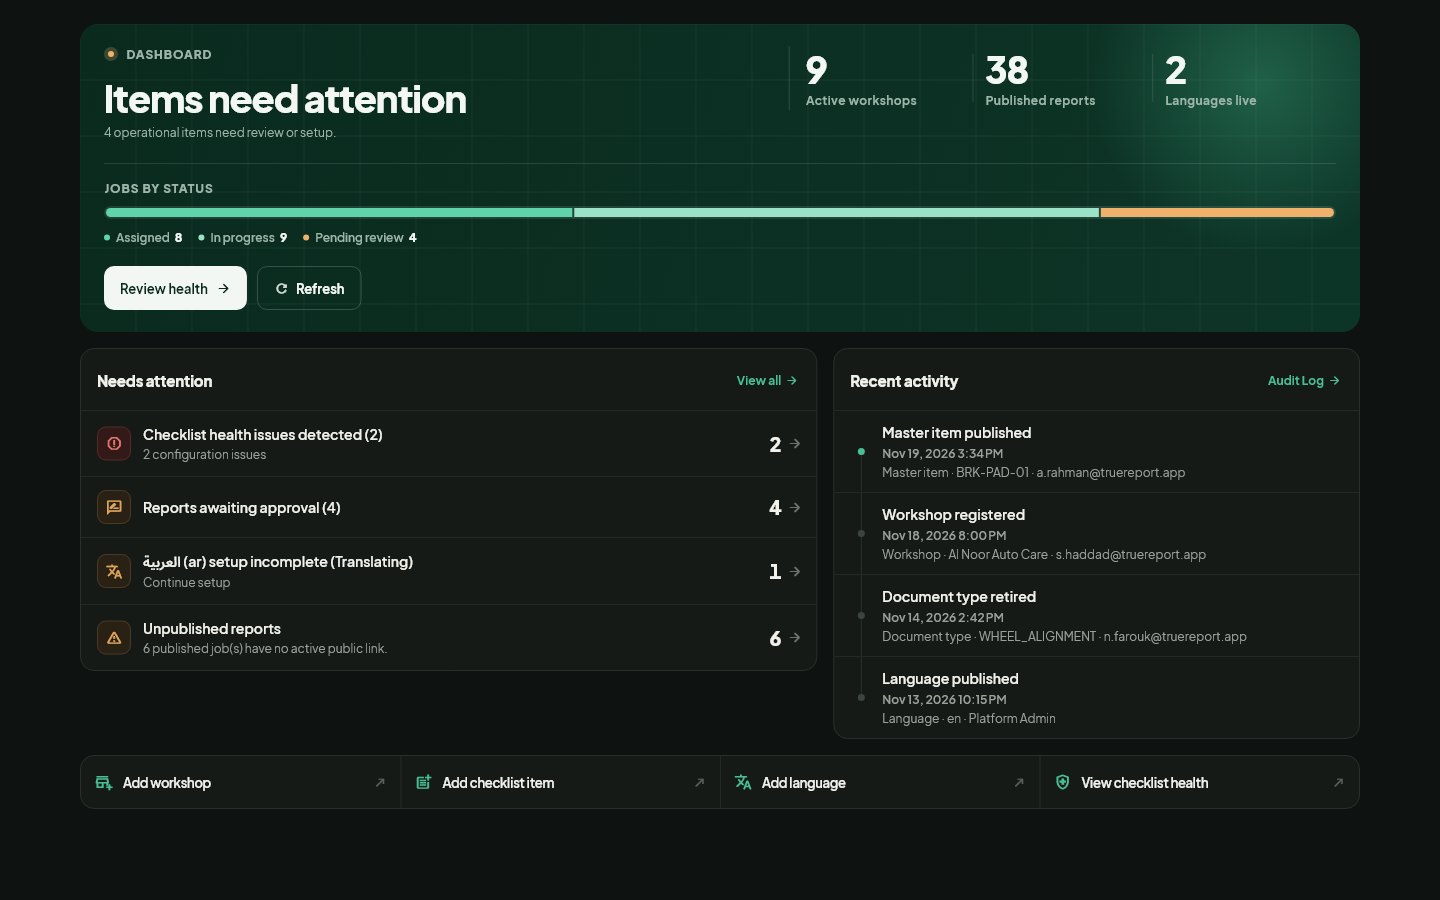 DASHBOARD
Items need attention
4 operational items need review or setup.
9
Active workshops
38
Published reports
2
Languages live
JOBS BY STATUS
Assigned 8
In progress 9
Pending review 4
Review health
Refresh
Needs attention
View all
Checklist health issues detected (2)
2 configuration issues
2
Reports awaiting approval (4)
4
العربية (ar) setup incomplete (Translating)
Continue setup
1
Unpublished reports
6 published job(s) have no active public link.
6
Recent activity
Audit Log
Master item published
Nov 19, 2026 3:34 PM
Master item · BRK-PAD-01 · a.rahman@truereport.app
Workshop registered
Nov 18, 2026 8:00 PM
Workshop · Al Noor Auto Care · s.haddad@truereport.app
Document type retired
Nov 14, 2026 2:42 PM
Document type · WHEEL_ALIGNMENT · n.farouk@truereport.app
Language published
Nov 13, 2026 10:15 PM
Language · en · Platform Admin
Add workshop
Add checklist item
Add language
View checklist health